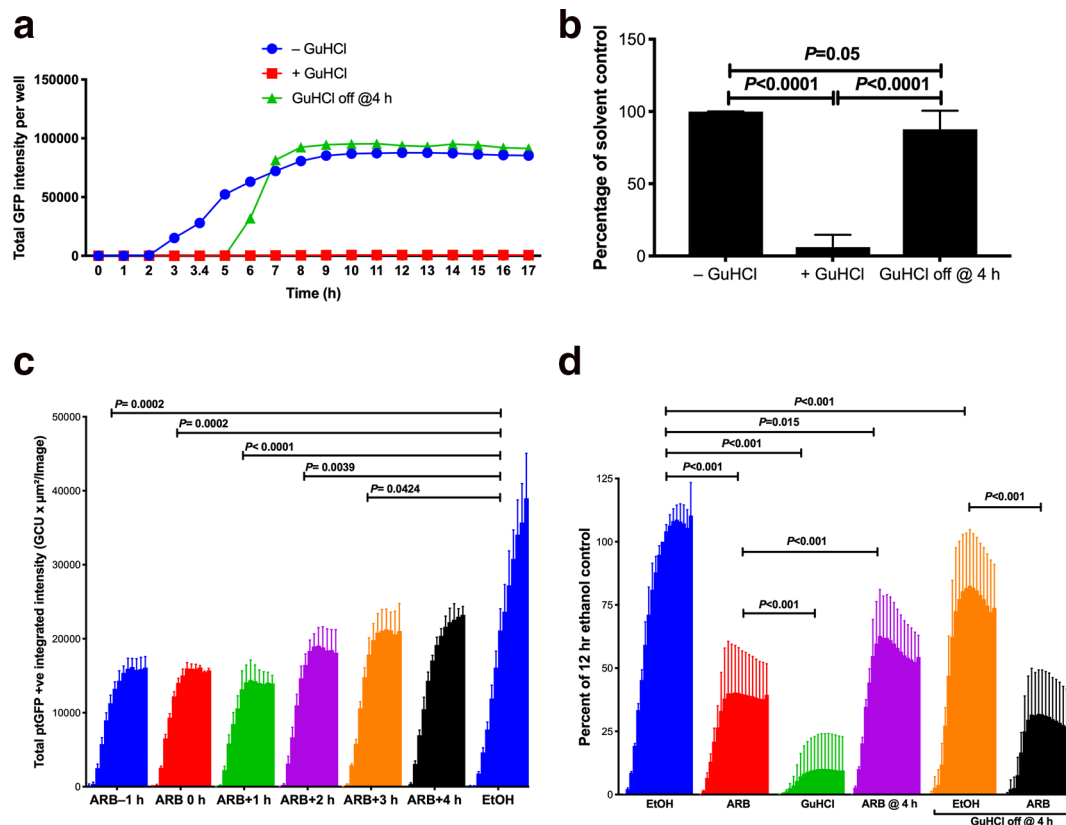 a
– GuHCl
+ GuHCl
GuHCl off @4 h
Total GFP intensity per well
150000
100000
50000
0
0 1 2 3 3.4 5 6 7 8 9 10 11 12 13 14 15 16 17
Time (h)
b
Percentage of solvent control
150
100
50
0
P=0.05
P<0.0001 P<0.0001
– GuHCl + GuHCl GuHCl off @ 4 h
c
Total ptGFP +ve integrated intensity (GCU x µm²/Image)
50000
40000
30000
20000
10000
0
P= 0.0002
P= 0.0002
P< 0.0001
P= 0.0039
P= 0.0424
ARB–1 h ARB 0 h ARB+1 h ARB+2 h ARB+3 h ARB+4 h EtOH
d
Percent of 12 hr ethanol control
125
100
75
50
25
0
P<0.001
P=0.015
P<0.001
P<0.001
P<0.001
P<0.001
P<0.001
EtOH ARB GuHCl ARB @ 4 h EtOH ARB
GuHCl off @ 4 h